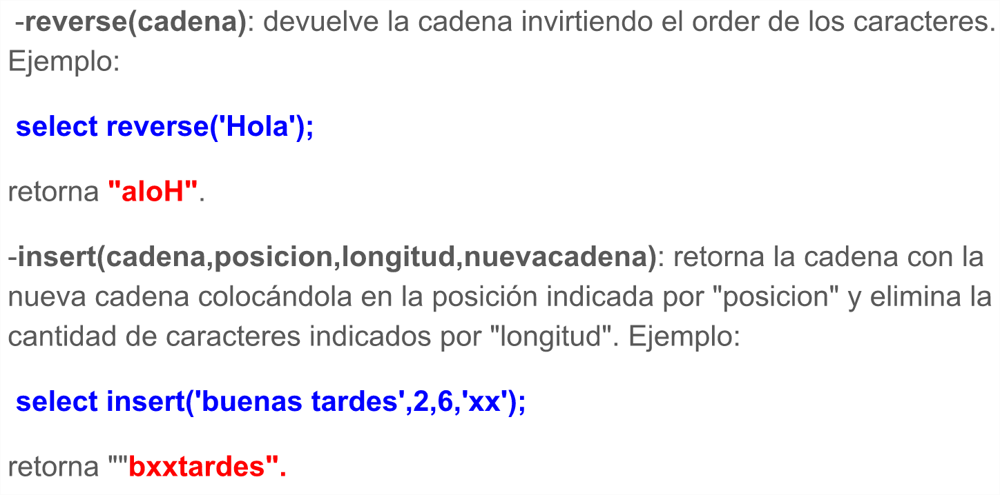 -reverse(cadena): devuelve la cadena invirtiendo el order de los caracteres.
Ejemplo:
select reverse('Hola');
retorna "aloH".
-insert(cadena,posicion,longitud,nuevacadena): retorna la cadena con la
nueva cadena colocándola en la posición indicada por "posicion" y elimina la
cantidad de caracteres indicados por "longitud". Ejemplo:
select insert('buenas tardes',2,6,'xx');
retorna ""bxxtardes".